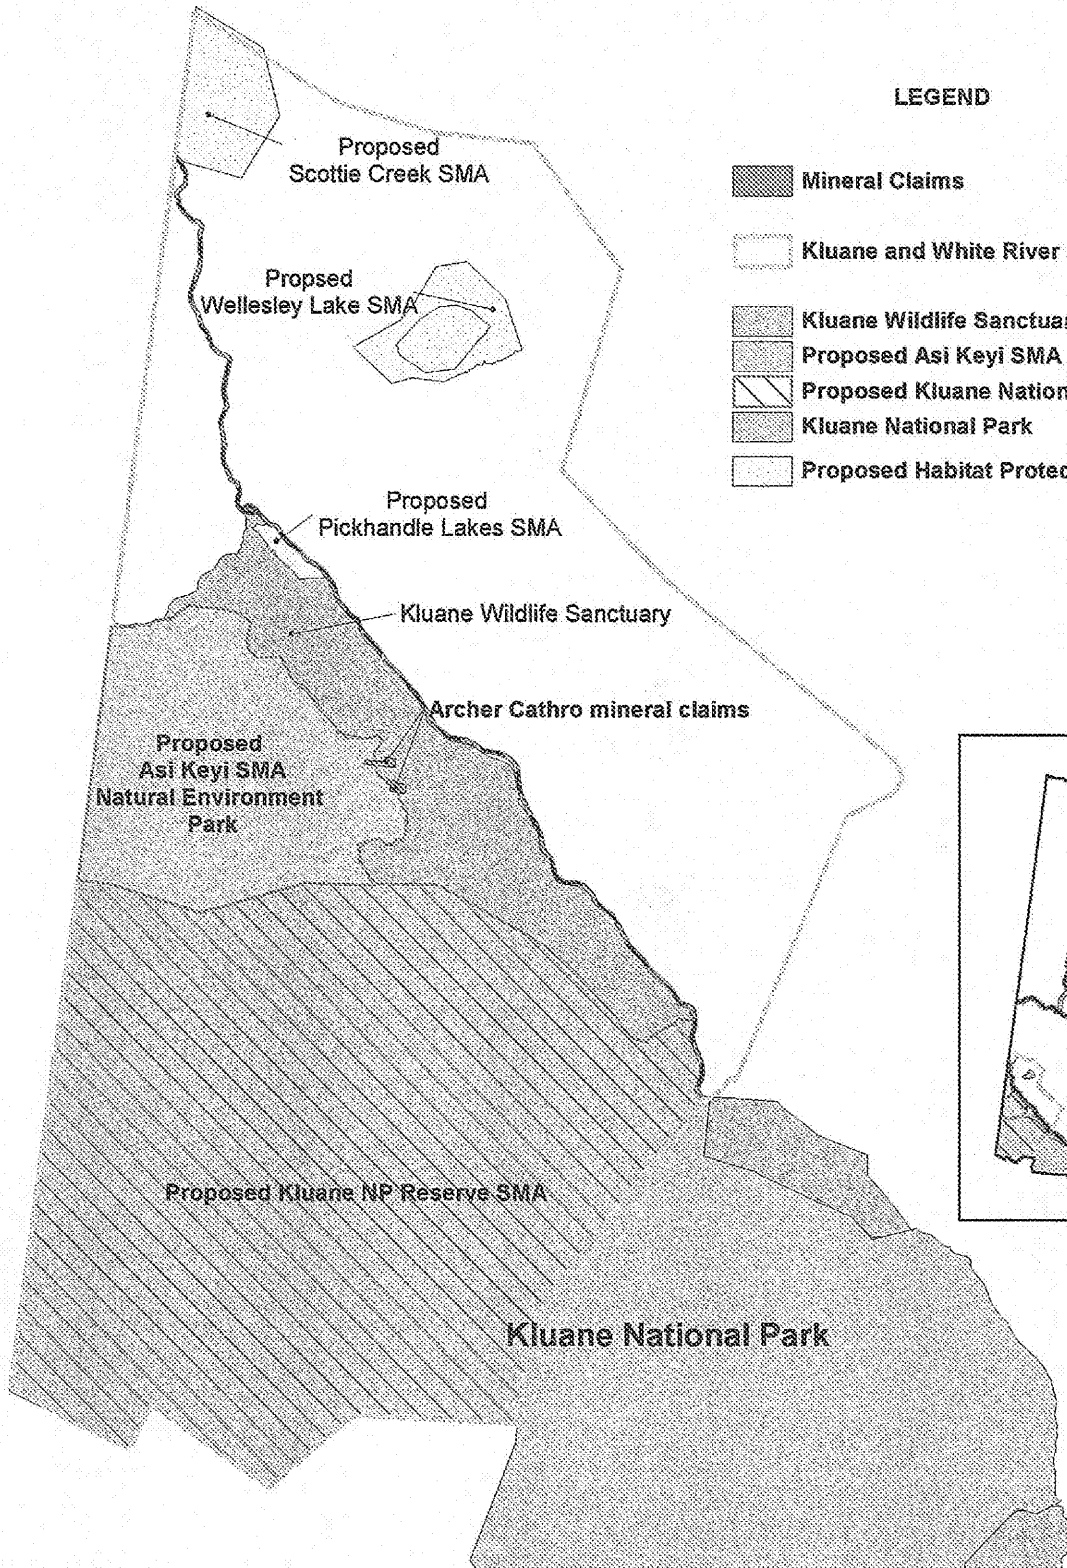 LEGEND
Mineral Claims
Kluane and White River
Kluane Wildlife Sanctuar
Proposed Asi Keyi SMA
Proposed Kluane Nation
Kluane National Park
Proposed Habitat Protec
Proposed
Scottie Creek SMA
Propsed
Wellesley Lake SMA
Proposed
Pickhandle Lakes SMA
Kluane Wildlife Sanctuary
Archer Cathro mineral claims
Proposed
Asi Keyi SMA
Natural Environment
Park
Proposed Kluane NP Reserve SMA
Kluane National Park